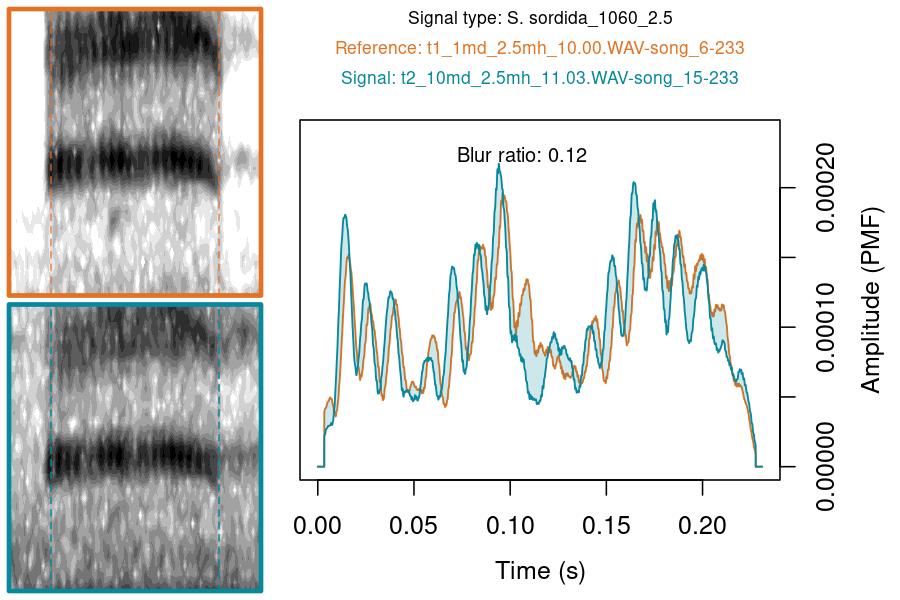 Signal type: S. sordida_1060_2.5
Reference: t1_1md_2.5mh_10.00.WAV-song_6-233
Signal: t2_10md_2.5mh_11.03.WAV-song_15-233
Blur ratio: 0.12
0.00020
0.00010
0.00000
Amplitude (PMF)
0.00 0.05 0.10 0.15 0.20
Time (s)